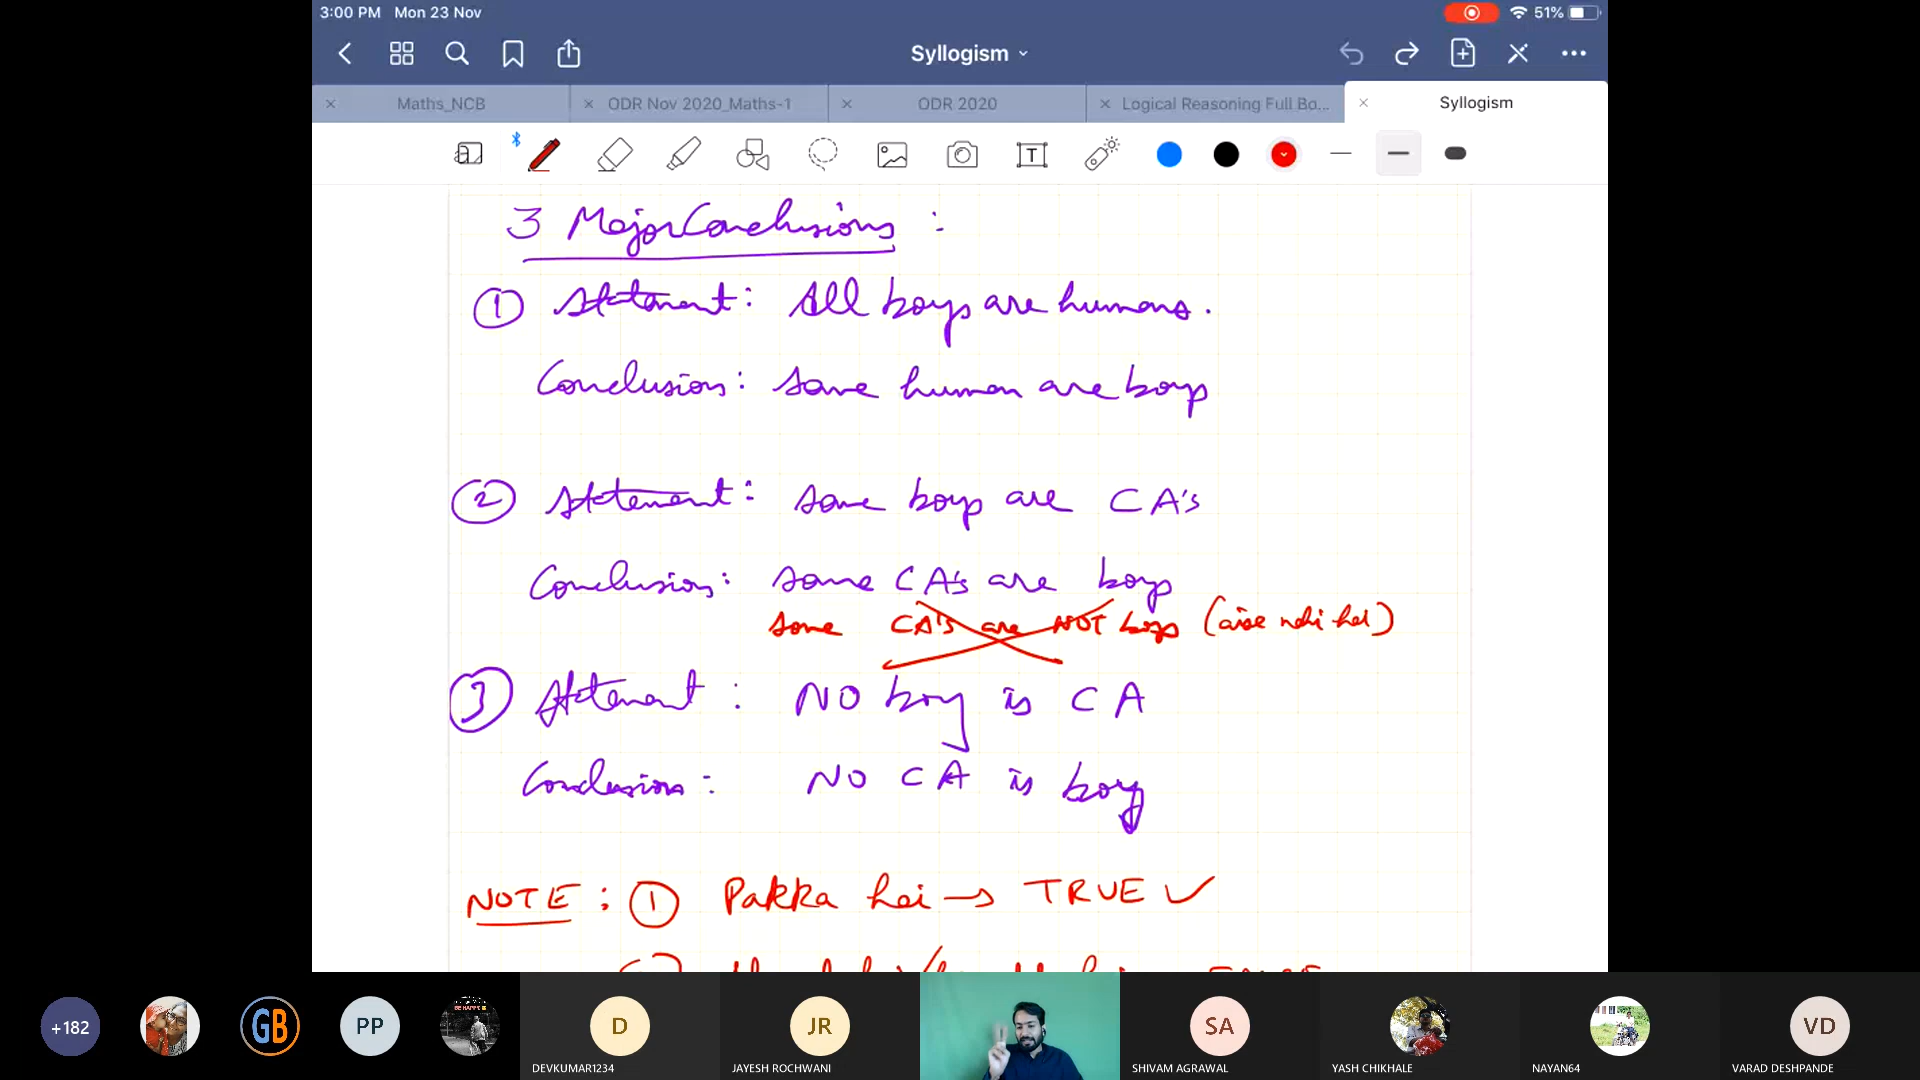 3:00 PM Mon 23 Nov
51%
Syllogism
Maths_NCB
ODR Nov 2020_Maths-1
ODR 2020
Logical Reasoning Full Bo...
Syllogism
3 Major Conclusions :
① Statement : All boys are humans.
Conclusion : Some human are boys
② Statement : Some boys are CA's
Conclusion : Some CA's are boys
Some CA's are NOT boys (aise nhi hai)
③ Statement : NO boy is CA
Conclusion : NO CA is boy
NOTE : ① Pakka hai → TRUE ✓
+182
GB
PP
BE HAPPY
D
JR
SA
VD
DEVKUMAR1234
JAYESH ROCHWANI
SHIVAM AGRAWAL
YASH CHIKHALE
NAYAN64
VARAD DESHPANDE